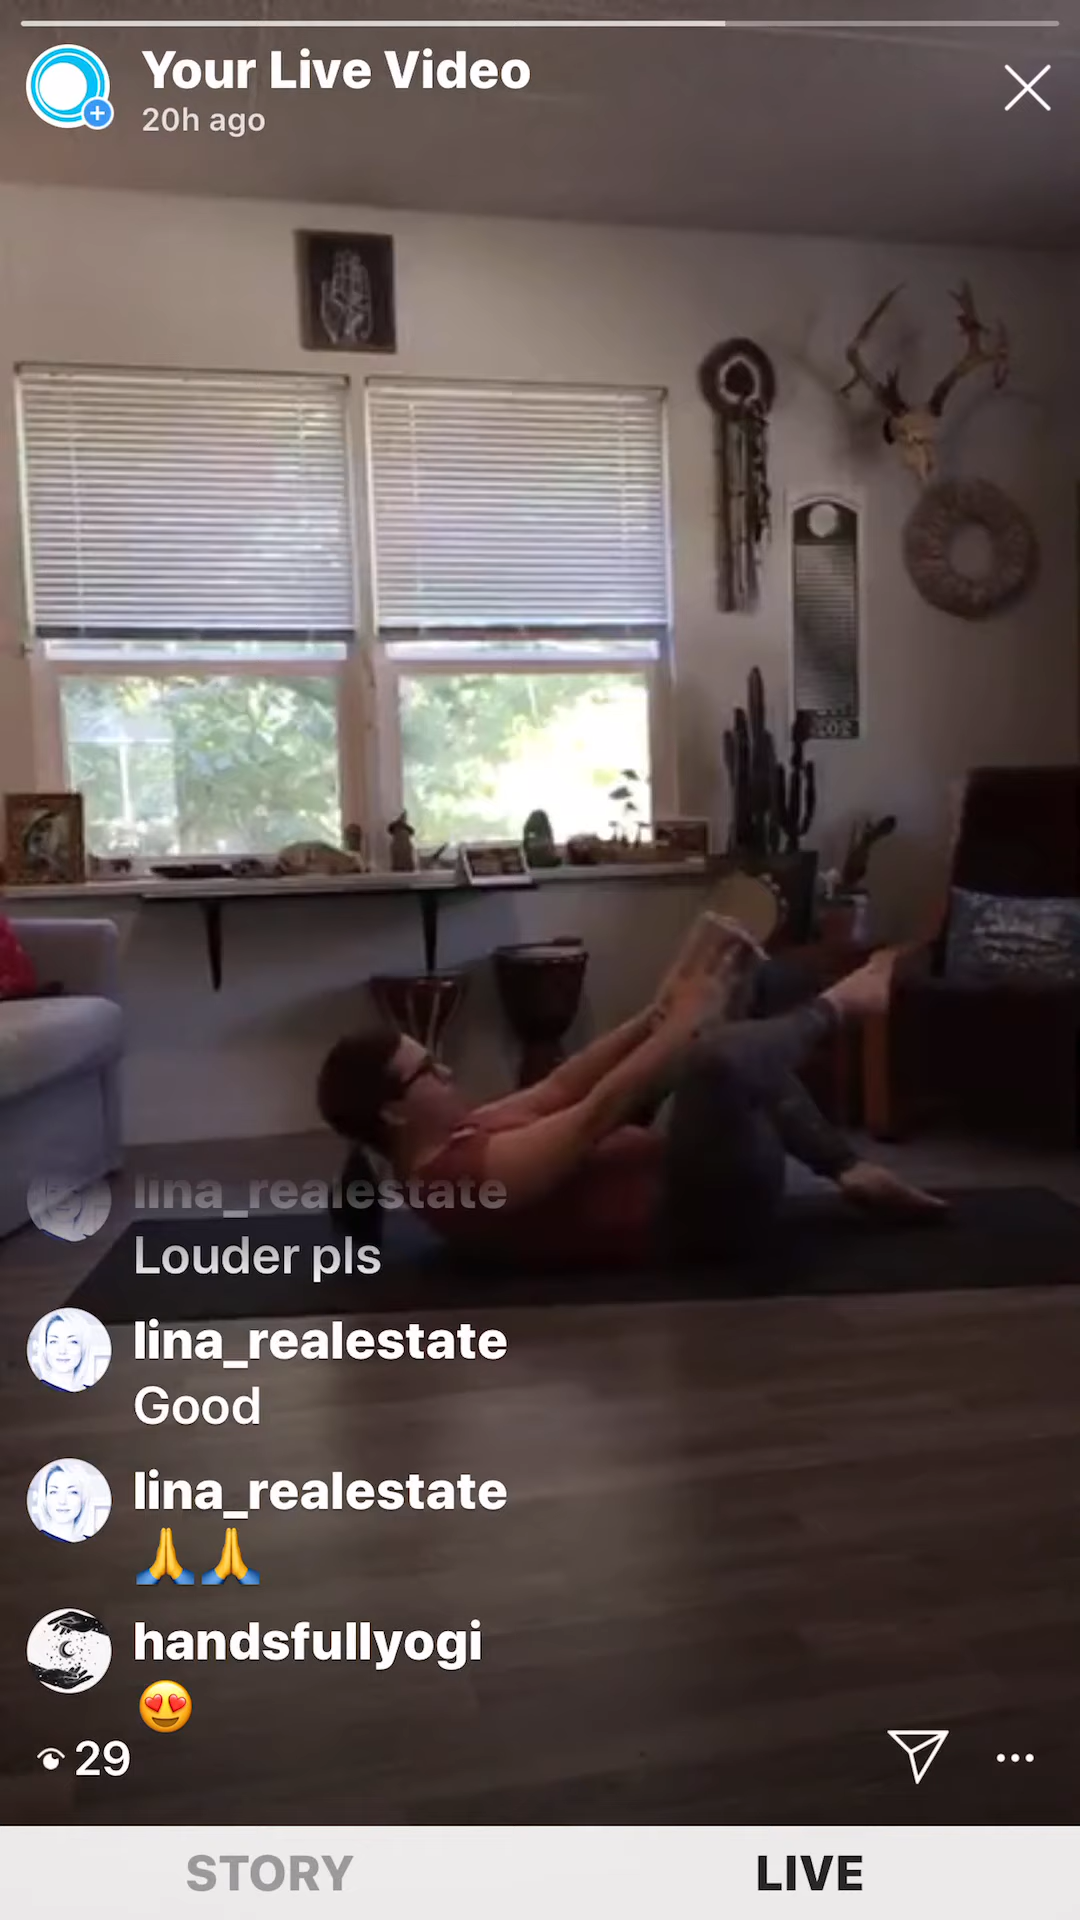 Your Live Video
20h ago
lina_realestate
Louder pls
lina_realestate
Good
lina_realestate
🙏🙏
handsfullyogi
😍
29
STORY
LIVE